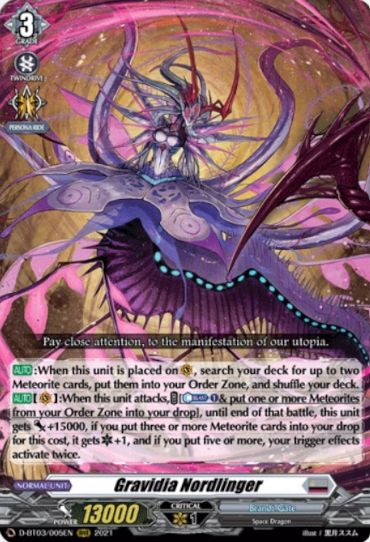 3
GRADE
TWINDRIVE
PERSONA RIDE
Pay close attention, to the manifestation of our utopia.
AUTO:When this unit is placed on , search your deck for up to two
Meteorite cards, put them into your Order Zone, and shuffle your deck.
AUTO[ ]:When this unit attacks, [ 1 & put one or more Meteorites
from your Order Zone into your drop], until end of that battle, this unit
gets +15000, if you put three or more Meteorite cards into your drop
for this cost, it gets +1, and if you put five or more, your trigger effects
activate twice.
NORMAL UNIT
Gravidia Nordlinger
POWER 13000
CRITICAL
1
Brandt Gate
Space Dragon
D-BT03/005EN RRR 2021
illust / 黒月ススム